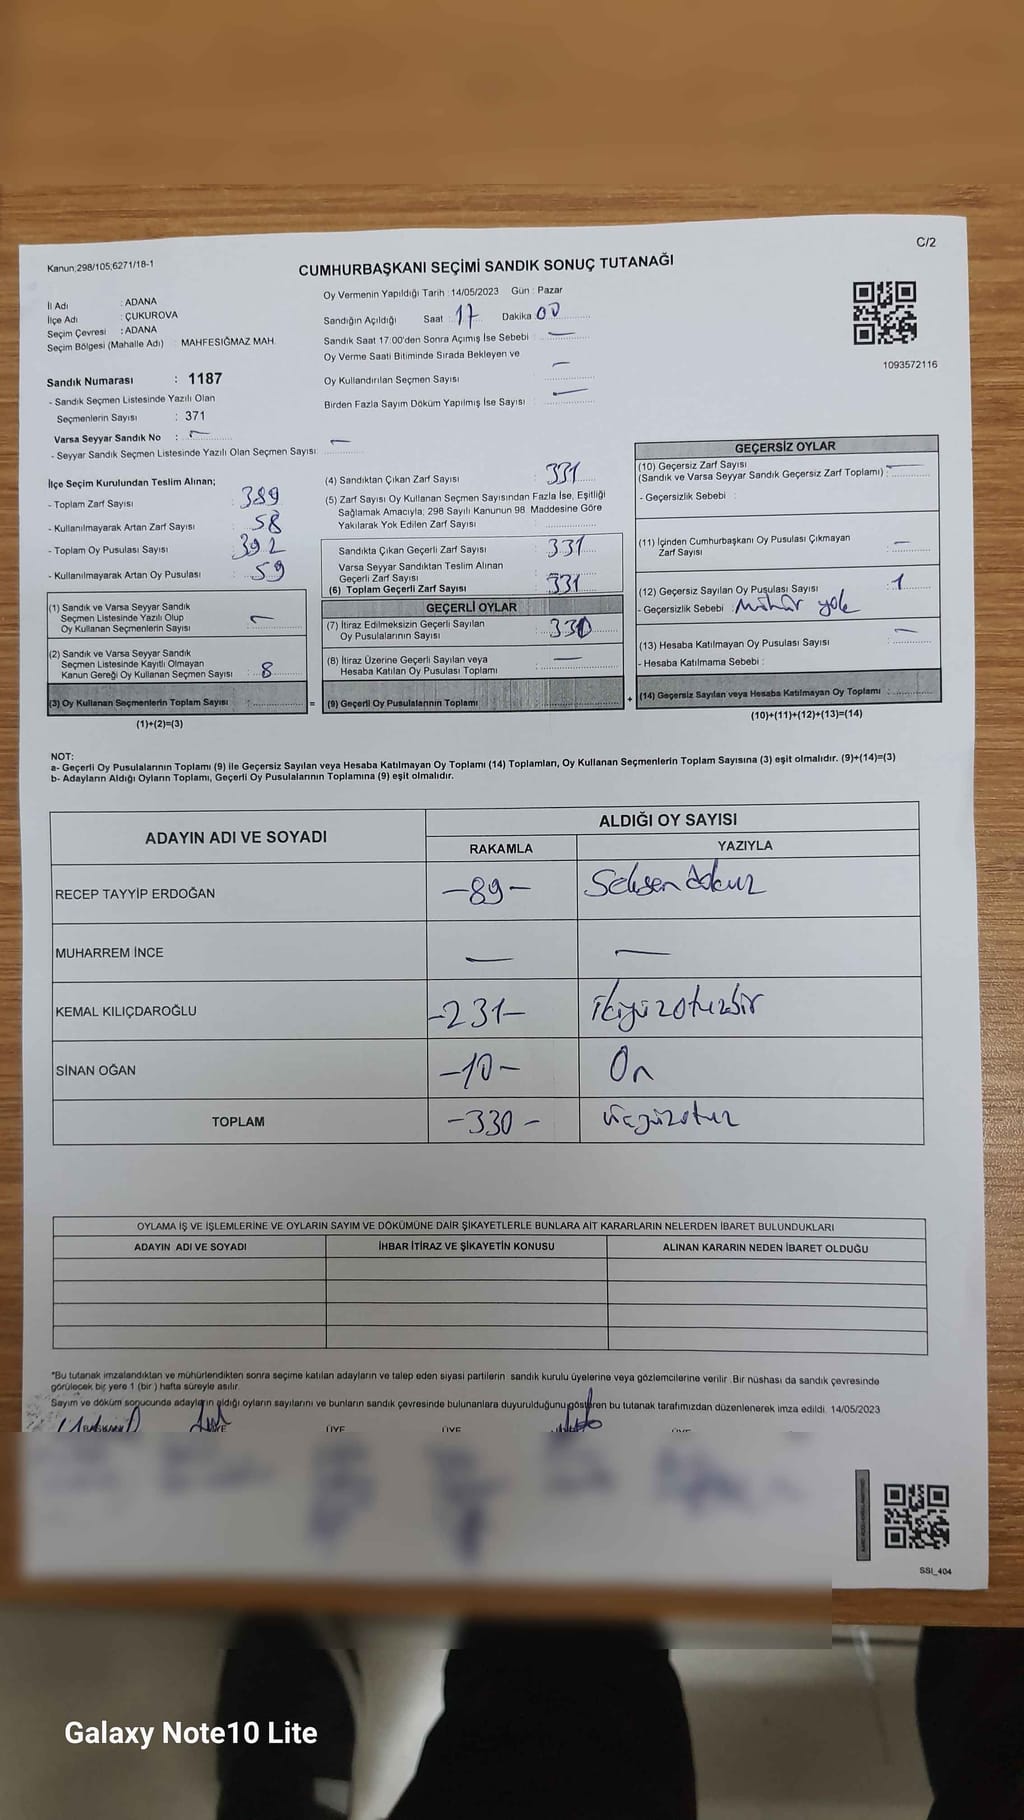 C/2
Kanun;298/105;6271/18-1
CUMHURBAŞKANI SEÇİMİ SANDIK SONUÇ TUTANAĞI
İl Adı : ADANA
İlçe Adı : ÇUKUROVA
Seçim Çevresi : ADANA
Seçim Bölgesi (Mahalle Adı) : MAHFESIĞMAZ MAH.
Sandık Numarası : 1187
- Sandık Seçmen Listesinde Yazılı Olan
Seçmenlerin Sayısı : 371
Varsa Seyyar Sandık No : —
- Seyyar Sandık Seçmen Listesinde Yazılı Olan Seçmen Sayısı: —
Oy Vermenin Yapıldığı Tarih :14/05/2023 Gün : Pazar
Sandığın Açıldığı Saat 17 Dakika 00
Sandık Saat 17:00'den Sonra Açımış İse Sebebi : —
Oy Verme Saati Bitiminde Sırada Bekleyen ve
Oy Kullandırılan Seçmen Sayısı —
Birden Fazla Sayım Döküm Yapılmış İse Sayısı : —
1093572116
İlçe Seçim Kurulundan Teslim Alınan;
- Toplam Zarf Sayısı : 389
- Kullanılmayarak Artan Zarf Sayısı : 58
- Toplam Oy Pusulası Sayısı : 392
- Kullanılmayarak Artan Oy Pusulası : 59
(1) Sandık ve Varsa Seyyar Sandık
Seçmen Listesinde Yazılı Olup
Oy Kullanan Seçmenlerin Sayısı : —
(2) Sandık ve Varsa Seyyar Sandık
Seçmen Listesinde Kayıtlı Olmayan
Kanun Gereği Oy Kullanan Seçmen Sayısı : 8
(3) Oy Kullanan Seçmenlerin Toplam Sayısı :
(1)+(2)=(3)
(4) Sandıktan Çıkan Zarf Sayısı : 331
(5) Zarf Sayısı Oy Kullanan Seçmen Sayısından Fazla İse, Eşitliği
Sağlamak Amacıyla; 298 Sayılı Kanunun 98. Maddesine Göre
Yakılarak Yok Edilen Zarf Sayısı :
Sandıkta Çıkan Geçerli Zarf Sayısı : 331
Varsa Seyyar Sandıktan Teslim Alınan
Geçerli Zarf Sayısı :
(6) Toplam Geçerli Zarf Sayısı : 331
GEÇERLİ OYLAR
(7) İtiraz Edilmeksizin Geçerli Sayılan
Oy Pusulalarının Sayısı : 330
(8) İtiraz Üzerine Geçerli Sayılan veya
Hesaba Katılan Oy Pusulası Toplamı : —
= (9) Geçerli Oy Pusulalarının Toplamı :
GEÇERSİZ OYLAR
(10) Geçersiz Zarf Sayısı
(Sandık ve Varsa Seyyar Sandık Geçersiz Zarf Toplamı) : —
- Geçersizlik Sebebi :
(11) İçinden Cumhurbaşkanı Oy Pusulası Çıkmayan
Zarf Sayısı : —
(12) Geçersiz Sayılan Oy Pusulası Sayısı : 1
- Geçersizlik Sebebi : Mühür yok
(13) Hesaba Katılmayan Oy Pusulası Sayısı : —
- Hesaba Katılmama Sebebi :
+ (14) Geçersiz Sayılan veya Hesaba Katılmayan Oy Toplamı :
(10)+(11)+(12)+(13)=(14)
NOT:
a- Geçerli Oy Pusulalarının Toplamı (9) ile Geçersiz Sayılan veya Hesaba Katılmayan Oy Toplamı (14) Toplamları, Oy Kullanan Seçmenlerin Toplam Sayısına (3) eşit olmalıdır. (9)+(14)=(3)
b- Adayların Aldığı Oyların Toplamı, Geçerli Oy Pusulalarının Toplamına (9) eşit olmalıdır.
ADAYIN ADI VE SOYADI ALDIĞI OY SAYISI
RAKAMLA YAZIYLA
RECEP TAYYİP ERDOĞAN —89— Seksen dokuz
MUHARREM İNCE — —
KEMAL KILIÇDAROĞLU —231— ikiyüzotuzbir
SİNAN OĞAN —10— On
TOPLAM —330— üçyüzotuz
OYLAMA İŞ VE İŞLEMLERİNE VE OYLARIN SAYIM VE DÖKÜMÜNE DAİR ŞİKAYETLERLE BUNLARA AİT KARARLARIN NELERDEN İBARET BULUNDUKLARI
ADAYIN ADI VE SOYADI İHBAR İTİRAZ VE ŞİKAYETİN KONUSU ALINAN KARARIN NEDEN İBARET OLDUĞU
*Bu tutanak imzalandıktan ve mühürlendikten sonra seçime katılan adayların ve talep eden siyasi partilerin sandık kurulu üyelerine veya gözlemcilerine verilir .Bir nüshası da sandık çevresinde
görülecek bir yere 1 (bir ) hafta süreyle asılır.
Sayım ve döküm sonucunda adayların aldığı oyların sayılarını ve bunların sandık çevresinde bulunanlara duyurulduğunu gösteren bu tutanak tarafımızdan düzenlenerek imza edildi. 14/05/2023
BAŞKAN ÜYE ÜYE ÜYE ÜYE
SSI_404
Galaxy Note10 Lite